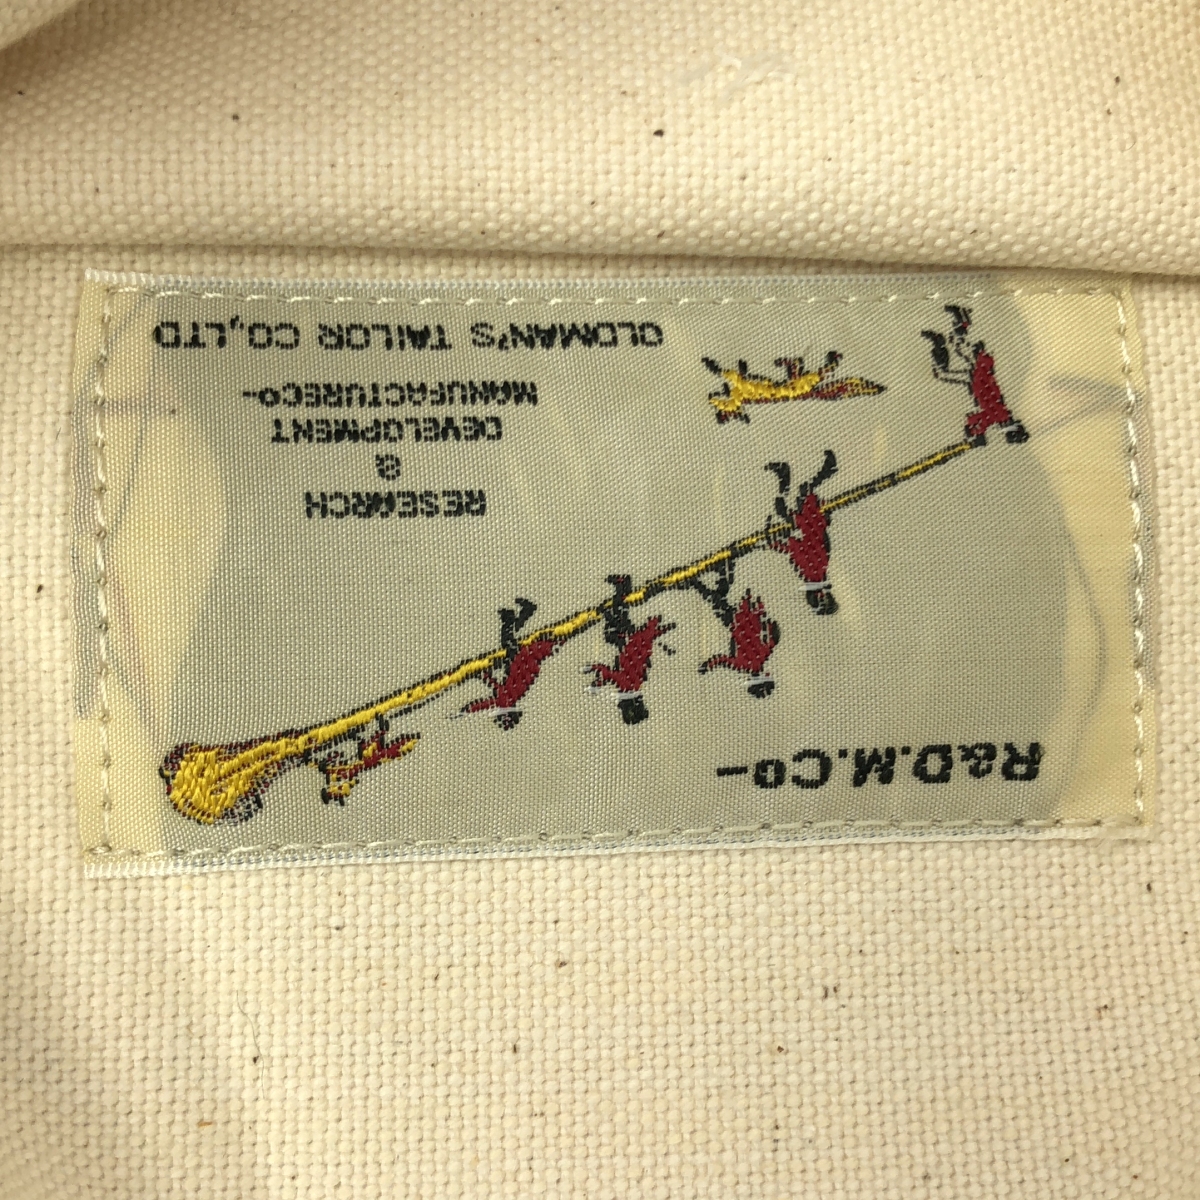 R&D.M.Co-
RESEARCH
&
DEVELOPMENT
MANUFACTURECO-
OLDMAN'S TAILOR CO,LTD